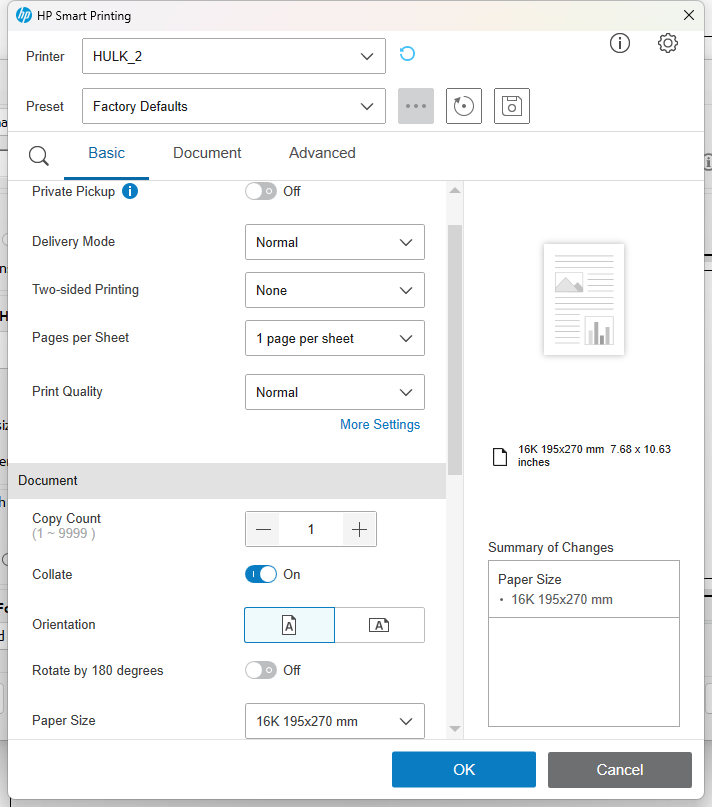 HP Smart Printing
Printer
HULK_2
Preset
Factory Defaults
Basic
Document
Advanced
Private Pickup
Off
Delivery Mode
Normal
Two-sided Printing
None
Pages per Sheet
1 page per sheet
Print Quality
Normal
More Settings
Document
Copy Count
(1 ~ 9999 )
1
Collate
On
Orientation
Rotate by 180 degrees
Off
Paper Size
16K 195x270 mm
16K 195x270 mm 7.68 x 10.63
inches
Summary of Changes
Paper Size
• 16K 195x270 mm
OK
Cancel